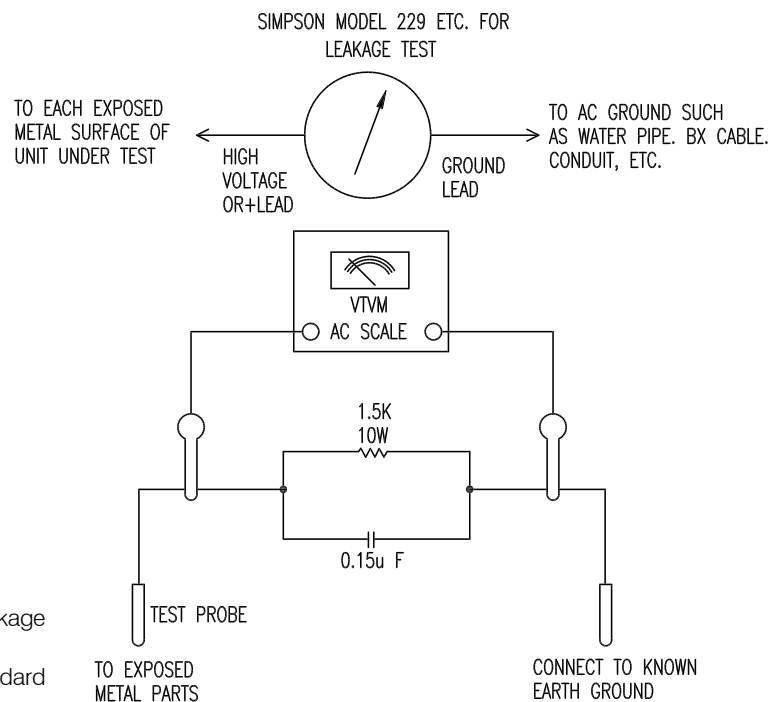 SIMPSON MODEL 229 ETC. FOR
LEAKAGE TEST
TO EACH EXPOSED
METAL SURFACE OF
UNIT UNDER TEST
HIGH
VOLTAGE
OR+LEAD
GROUND
LEAD
TO AC GROUND SUCH
AS WATER PIPE. BX CABLE.
CONDUIT, ETC.
VTVM
AC SCALE
1.5K
10W
0.15u F
kage
TEST PROBE
dard
TO EXPOSED
METAL PARTS
CONNECT TO KNOWN
EARTH GROUND